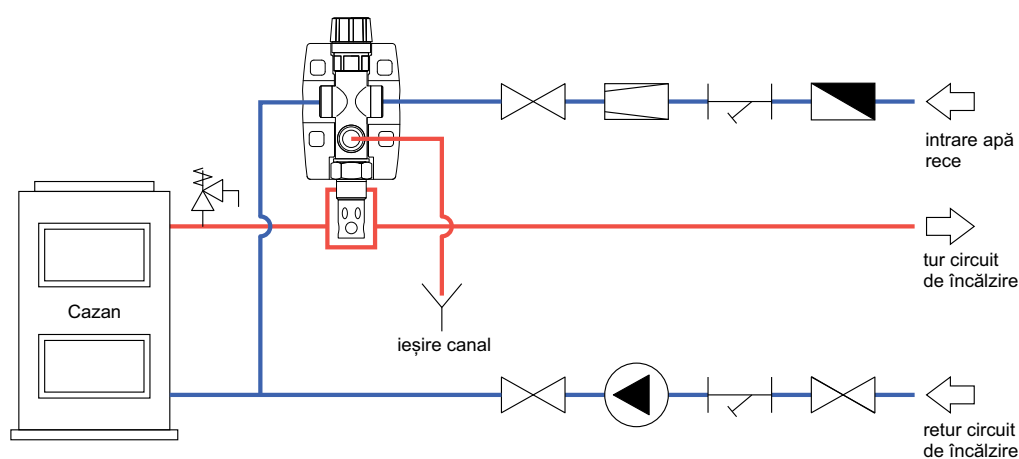 intrare apă
rece
tur circuit
de încălzire
Cazan
ieșire canal
retur circuit
de încălzire